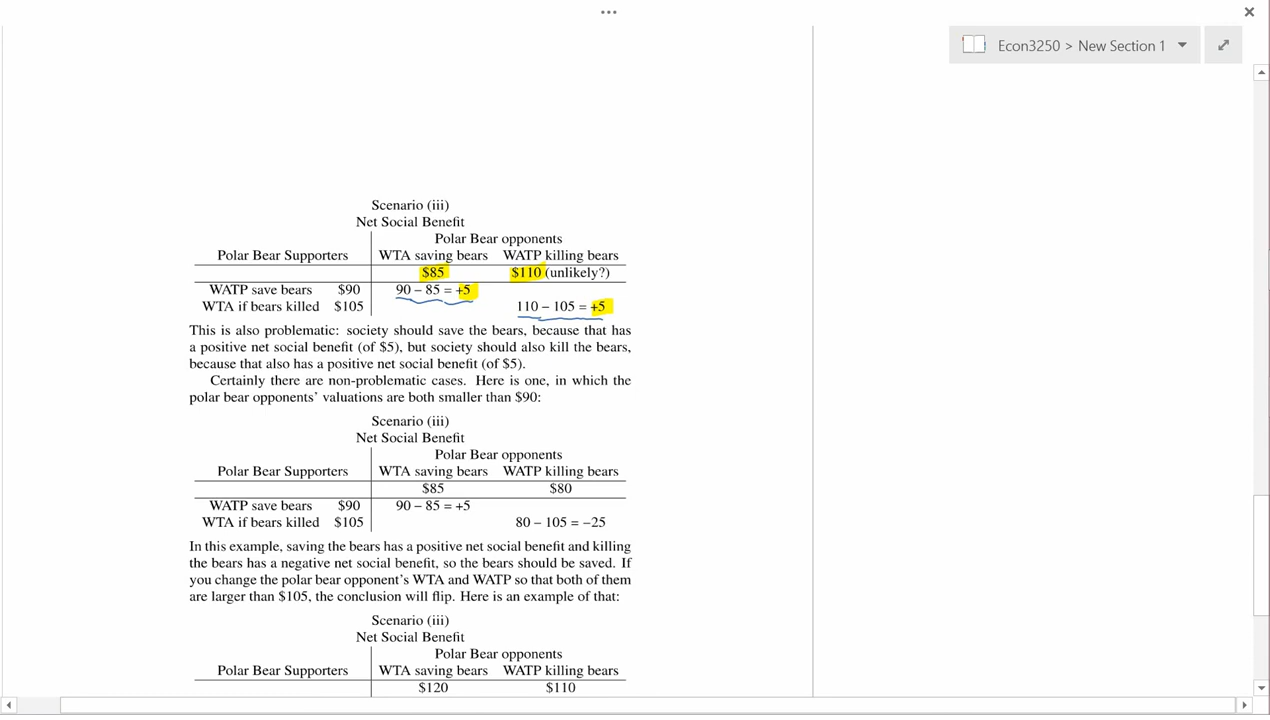 Econ3250 > New Section 1
Scenario (iii)
Net Social Benefit
Polar Bear opponents
Polar Bear Supporters WTA saving bears WATP killing bears
$85 $110 (unlikely?)
WATP save bears $90 90 – 85 = +5
WTA if bears killed $105 110 – 105 = +5
This is also problematic: society should save the bears, because that has
a positive net social benefit (of $5), but society should also kill the bears,
because that also has a positive net social benefit (of $5).
Certainly there are non-problematic cases. Here is one, in which the
polar bear opponents' valuations are both smaller than $90:
Scenario (iii)
Net Social Benefit
Polar Bear opponents
Polar Bear Supporters WTA saving bears WATP killing bears
$85 $80
WATP save bears $90 90 – 85 = +5
WTA if bears killed $105 80 – 105 = −25
In this example, saving the bears has a positive net social benefit and killing
the bears has a negative net social benefit, so the bears should be saved. If
you change the polar bear opponent's WTA and WATP so that both of them
are larger than $105, the conclusion will flip. Here is an example of that:
Scenario (iii)
Net Social Benefit
Polar Bear opponents
Polar Bear Supporters WTA saving bears WATP killing bears
$120 $110